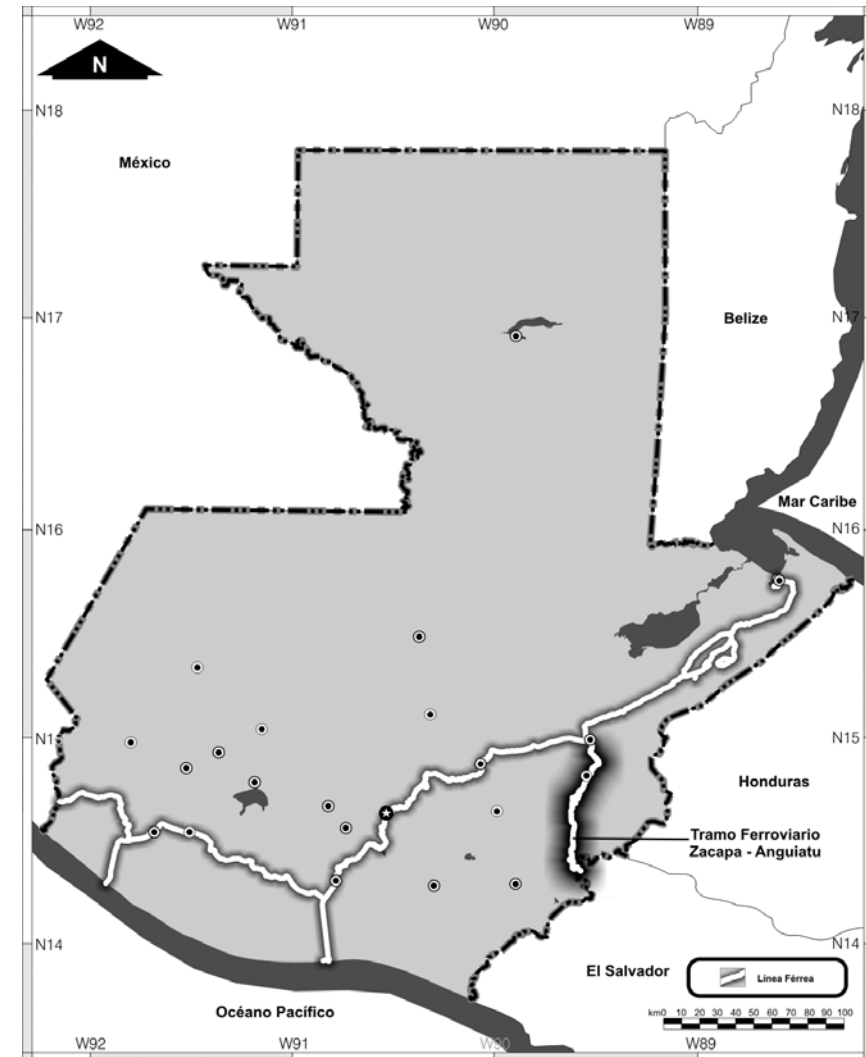 W92 W91 W90 W89
N
N18 N18
México
N17 N17
Belize
Mar Caribe
N16 N16
N1 N15
Honduras
Tramo Ferroviario
Zacapa - Anguiatu
N14 N14
El Salvador
Línea Férrea
Océano Pacífico
km0 10 20 30 40 50 60 70 80 90 100
W92 W91 W90 W89